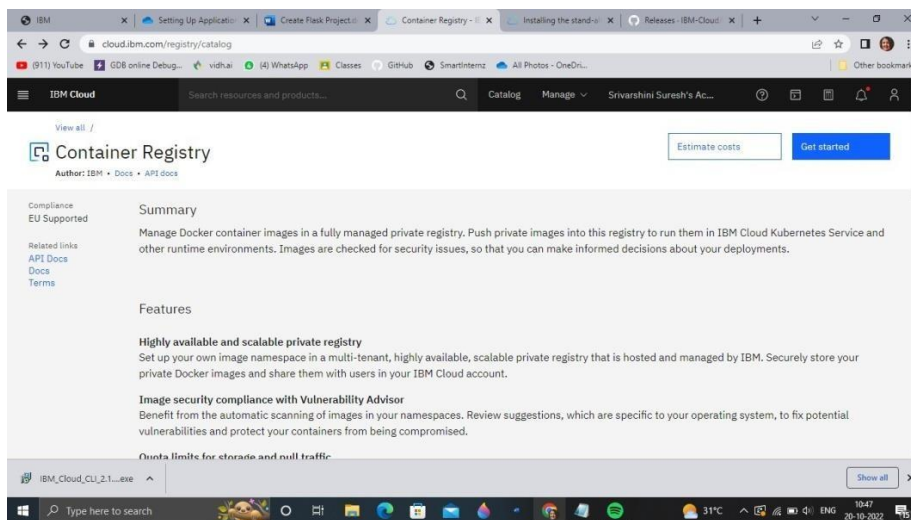 IBM
Setting Up Application
Create Flask Project.d
Container Registry - I
Installing the stand-a
Releases · IBM-Cloud
cloud.ibm.com/registry/catalog
(911) YouTube
GDB online Debug...
vidhai
(4) WhatsApp
Classes
GitHub
SmartInternz
All Photos - OneDri...
Other bookmark
IBM Cloud
Search resources and products...
Catalog
Manage
Srivarshini Suresh's Ac...
View all /
Container Registry
Author: IBM • Docs • API docs
Estimate costs
Get started
Compliance
EU Supported
Related links
API Docs
Docs
Terms
Summary
Manage Docker container images in a fully managed private registry. Push private images into this registry to run them in IBM Cloud Kubernetes Service and
other runtime environments. Images are checked for security issues, so that you can make informed decisions about your deployments.
Features
Highly available and scalable private registry
Set up your own image namespace in a multi-tenant, highly available, scalable private registry that is hosted and managed by IBM. Securely store your
private Docker images and share them with users in your IBM Cloud account.
Image security compliance with Vulnerability Advisor
Benefit from the automatic scanning of images in your namespaces. Review suggestions, which are specific to your operating system, to fix potential
vulnerabilities and protect your containers from being compromised.
Quota limits for storage and pull traffic
IBM_Cloud_CLI_2.1....exe
Show all
Type here to search
31°C
ENG
10:47
20-10-2022